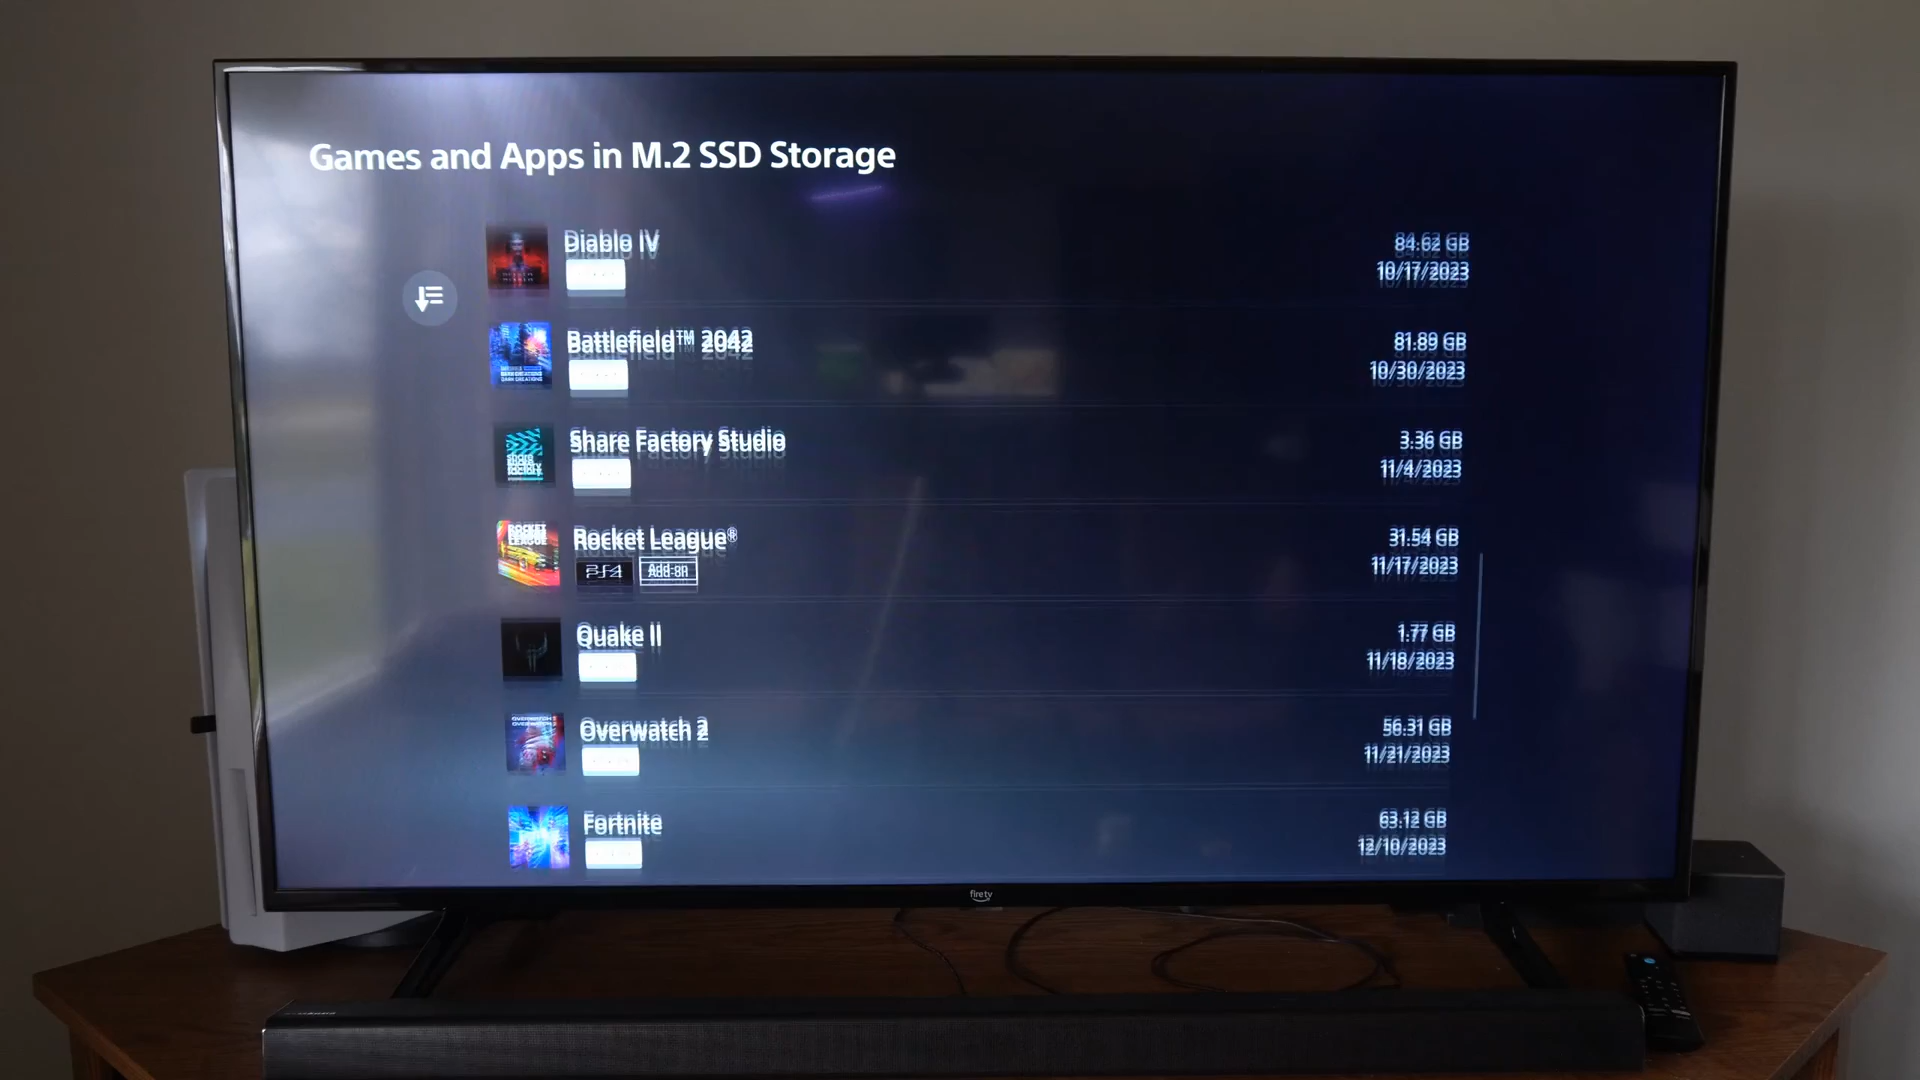 Games and Apps in M.2 SSD Storage
Diablo IV
84.62 GB
10/17/2023
Battlefield™ 2042
81.89 GB
10/30/2023
Share Factory Studio
3.36 GB
11/4/2023
Rocket League®
31.54 GB
PS4 Add-on
11/17/2023
Quake II
1.77 GB
11/18/2023
Overwatch 2
56.31 GB
11/21/2023
Fortnite
63.12 GB
12/10/2023
firetv